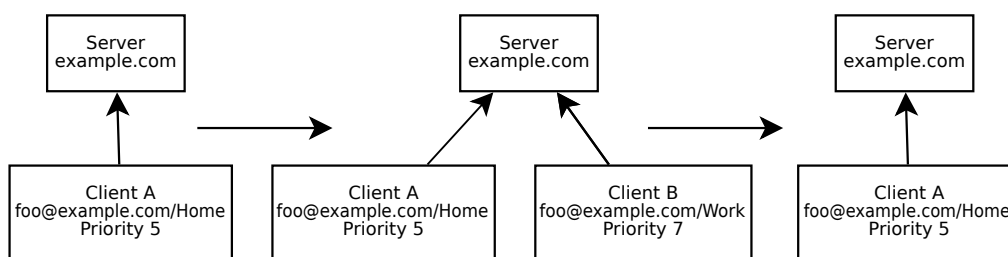 Server
example.com
Server
example.com
Server
example.com
Client A
foo@example.com/Home
Priority 5
Client A
foo@example.com/Home
Priority 5
Client B
foo@example.com/Work
Priority 7
Client A
foo@example.com/Home
Priority 5